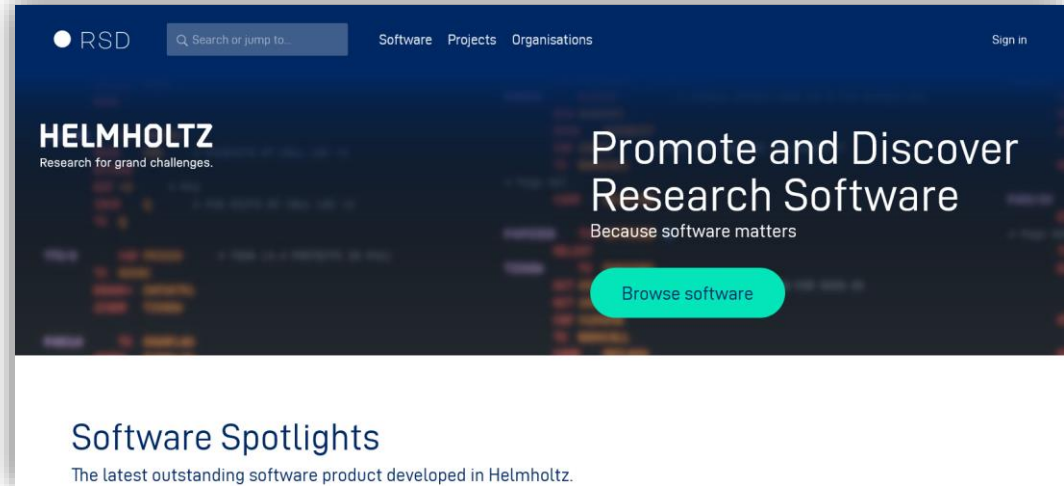 RSD
Search or jump to...
Software Projects Organisations
Sign in
HELMHOLTZ
Research for grand challenges.
Promote and Discover
Research Software
Because software matters
Browse software
Software Spotlights
The latest outstanding software product developed in Helmholtz.